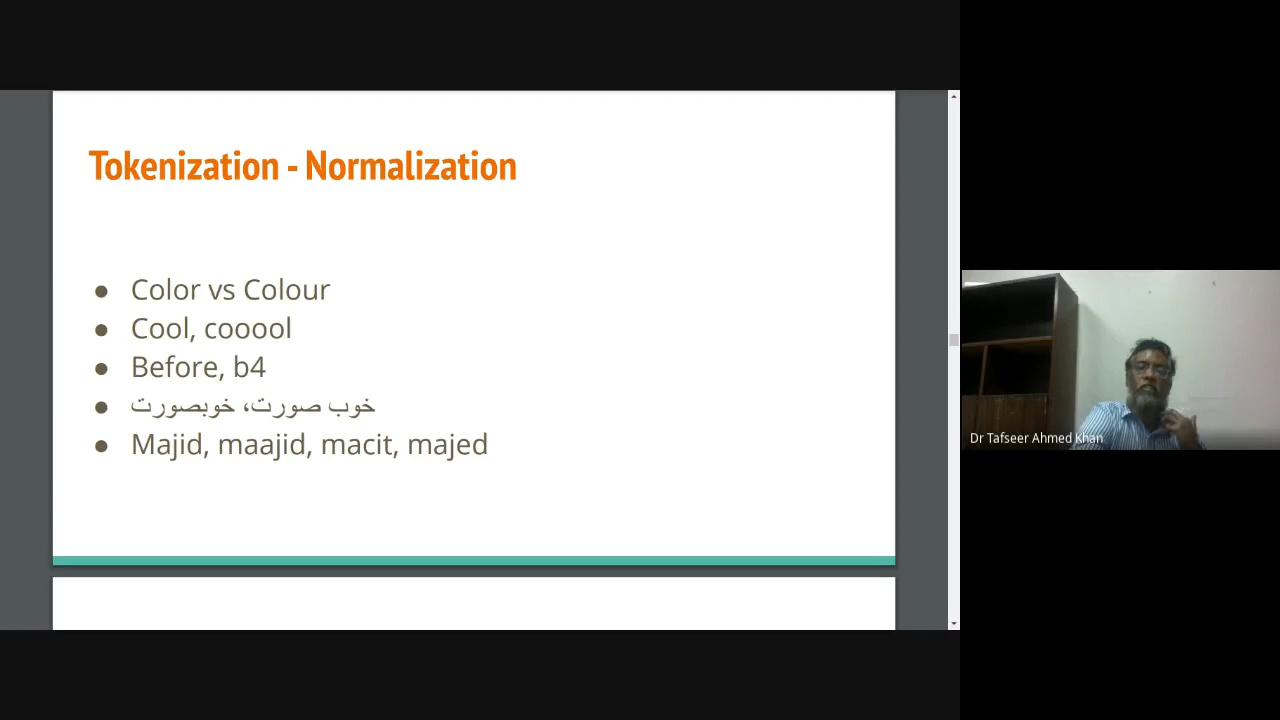 Tokenization - Normalization
Color vs Colour
Cool, cooool
Before, b4
خوب صورت، خوبصورت
Majid, maajid, macit, majed
Dr Tafseer Ahmed Khan